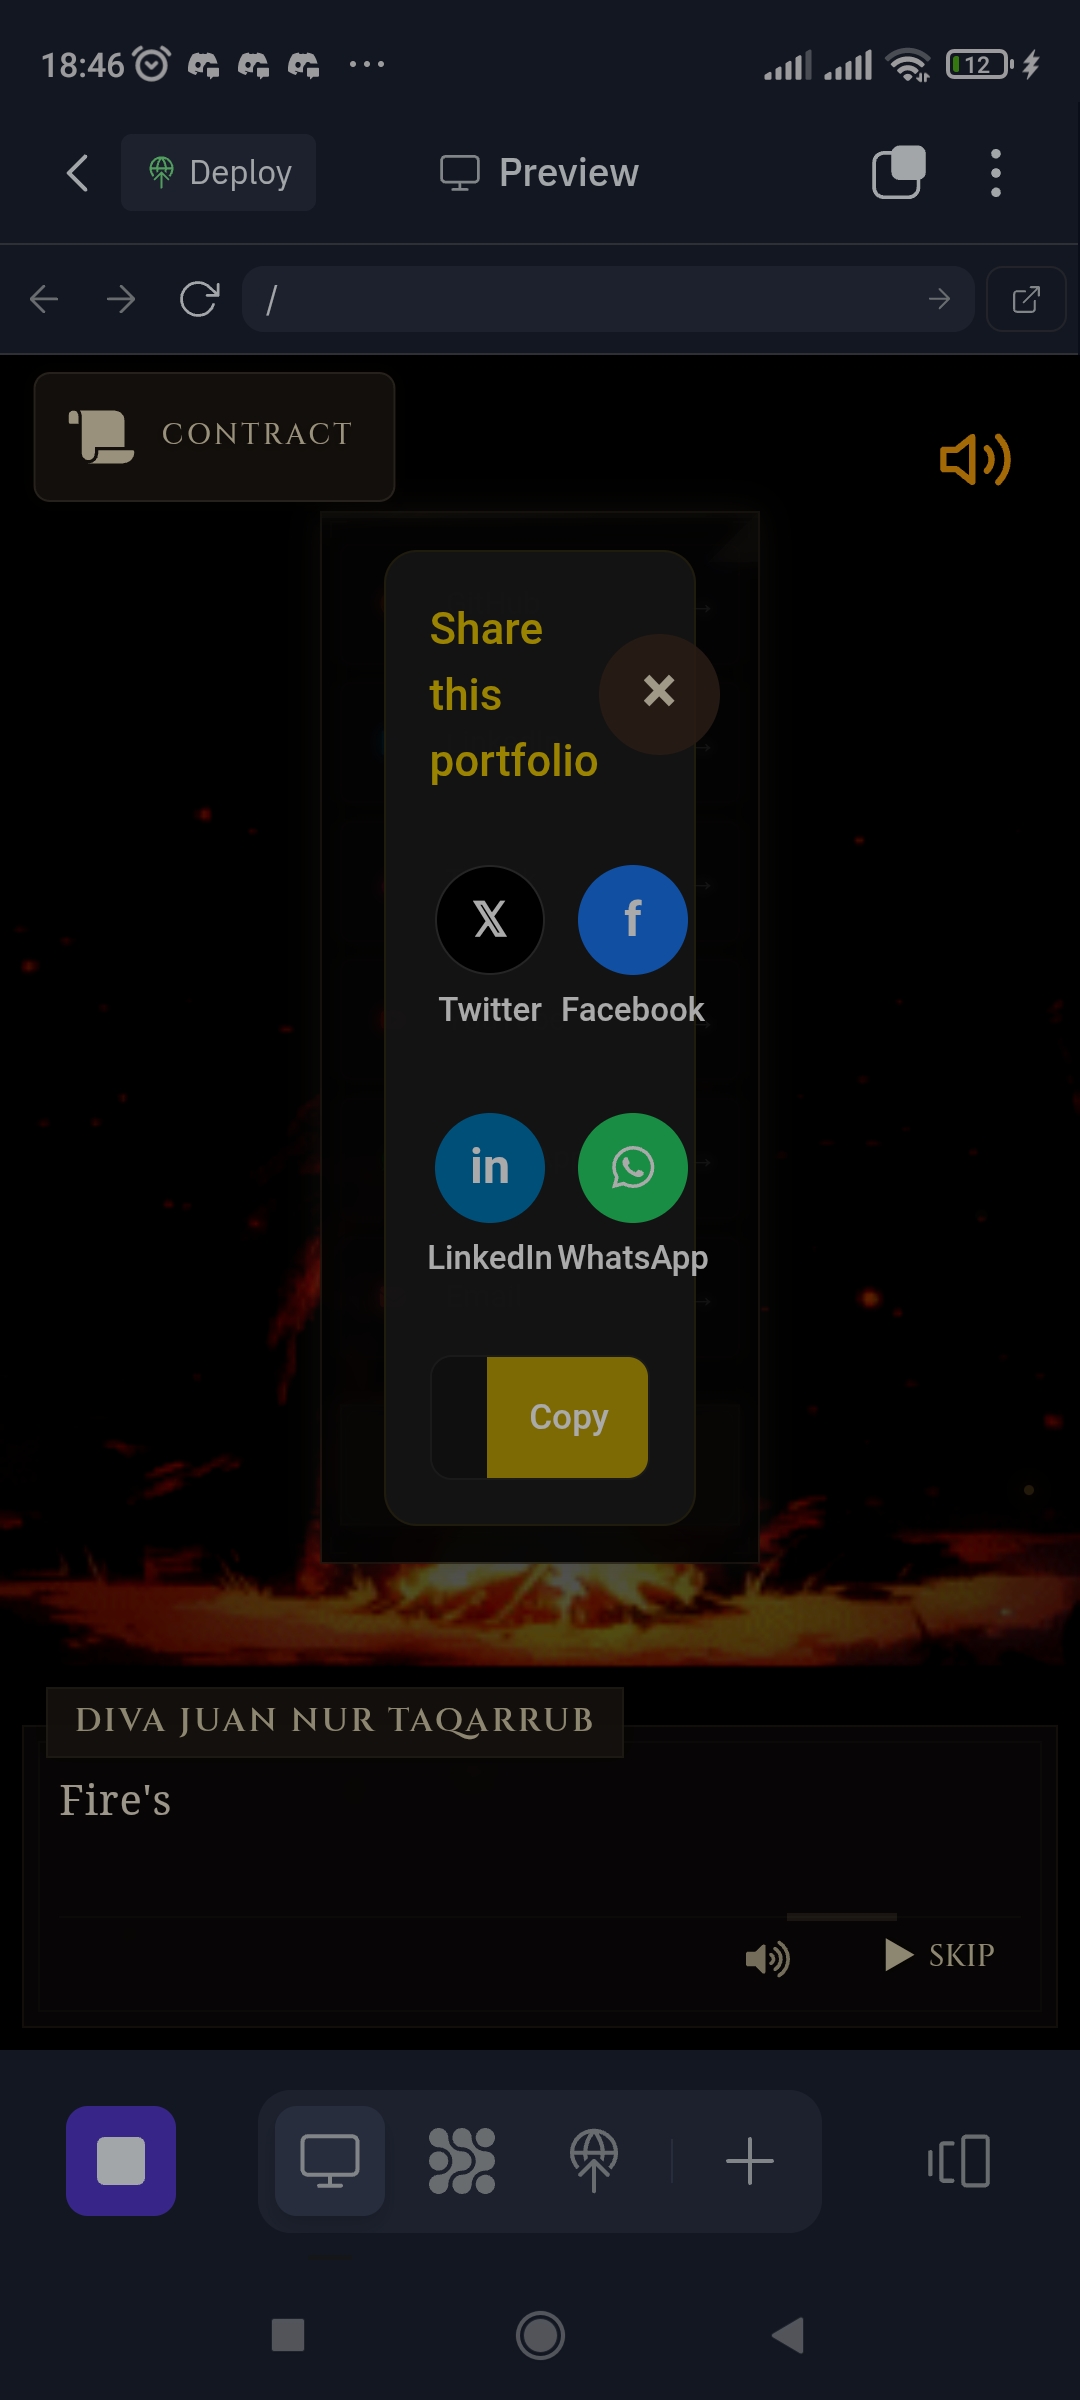 18:46
12
Deploy
Preview
/
CONTRACT
Share
this
portfolio
×
𝕏
f
Twitter
Facebook
in
LinkedIn
WhatsApp
Copy
DIVA JUAN NUR TAQARRUB
Fire's
SKIP